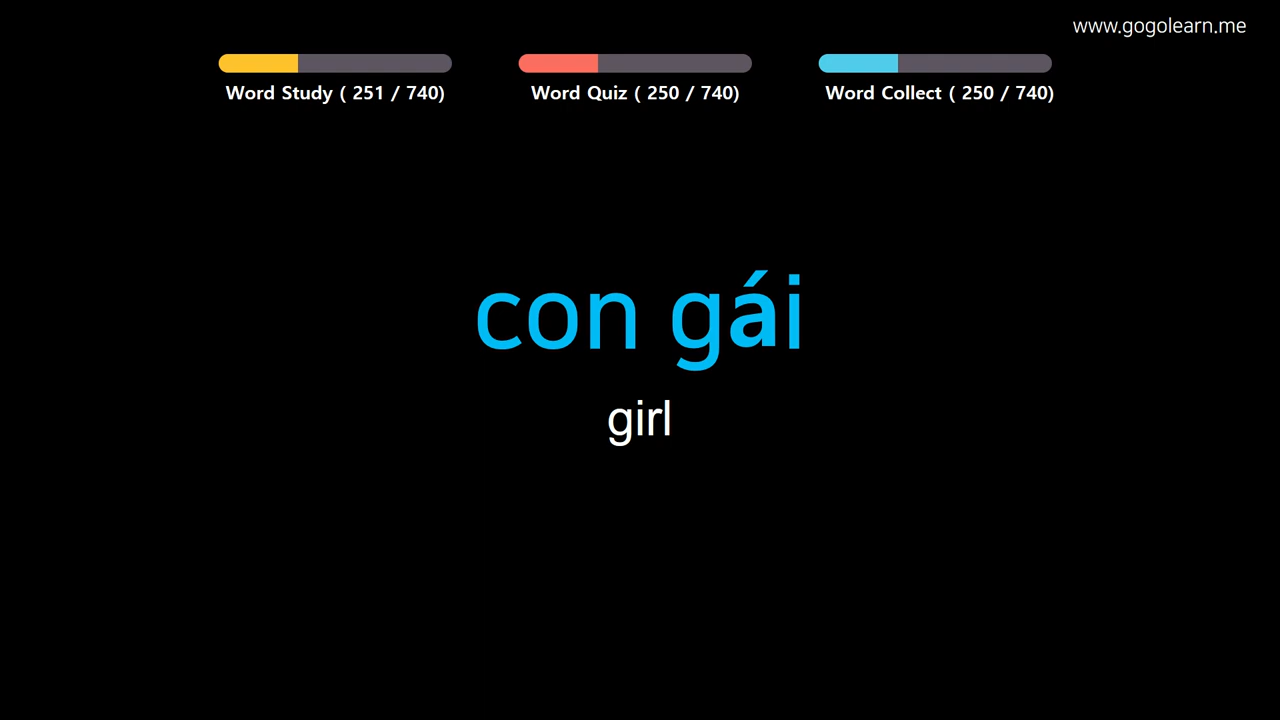 www.gogolearn.me
Word Study ( 251 / 740)
Word Quiz ( 250 / 740)
Word Collect ( 250 / 740)
con gái
girl